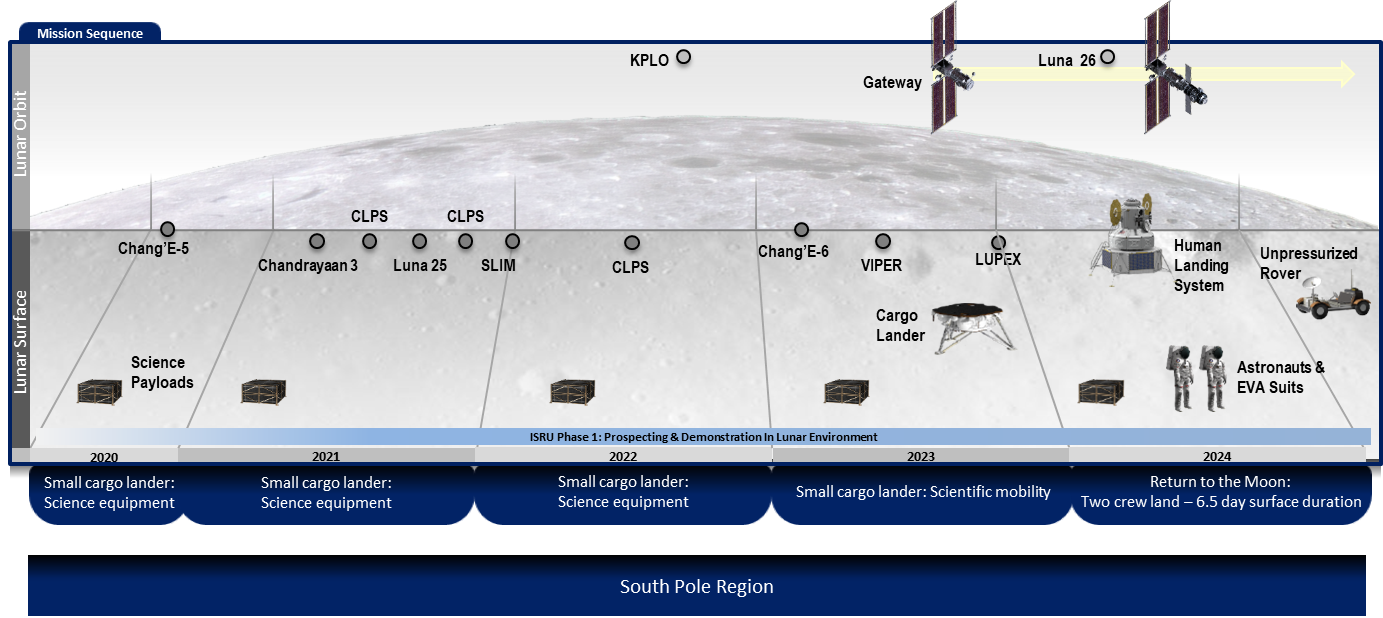 Mission Sequence
Lunar Orbit
KPLO
Gateway
Luna 26
Lunar Surface
Chang’E-5
Chandrayaan 3
CLPS
Luna 25
CLPS
SLIM
CLPS
Chang’E-6
VIPER
LUPEX
Human
Landing
System
Unpressurized
Rover
Cargo
Lander
Science
Payloads
Astronauts &
EVA Suits
ISRU Phase 1: Prospecting & Demonstration In Lunar Environment
2020
2021
2022
2023
2024
Small cargo lander:
Science equipment
Small cargo lander:
Science equipment
Small cargo lander:
Science equipment
Small cargo lander: Scientific mobility
Return to the Moon:
Two crew land – 6.5 day surface duration
South Pole Region